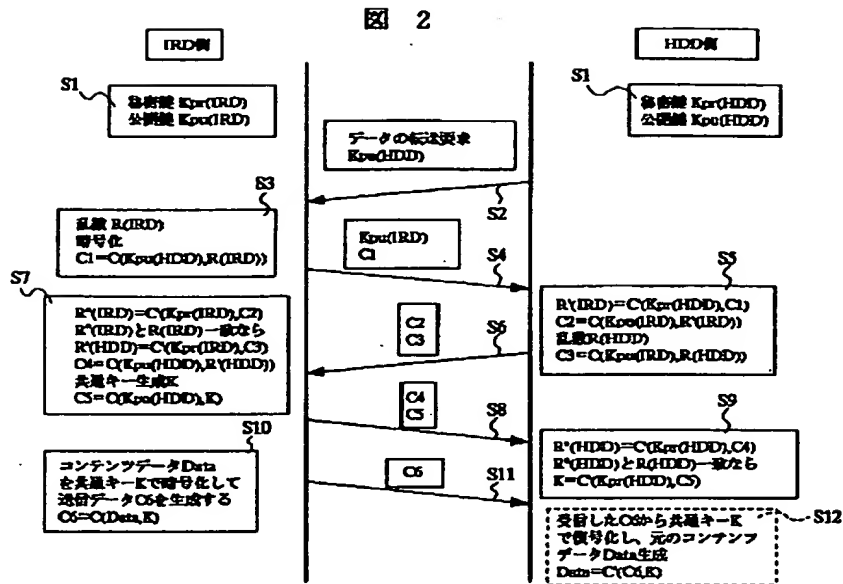 図 2
IRD側
HDD側
S1
秘密鍵 Kpr(IRD)
公開鍵 Kpu(IRD)
S1
秘密鍵 Kpr(HDD)
公開鍵 Kpu(HDD)
データの転送要求
Kpu(HDD)
S2
S3
乱数 R(IRD)
暗号化
C1=C(Kpu(HDD),R(IRD))
Kpu(IRD)
C1
S4
S5
R'(IRD)=C'(Kpr(HDD),C1)
C2=C(Kpu(IRD),R'(IRD))
乱数R(HDD)
C3=C(Kpu(IRD),R(HDD))
C2
C3
S6
S7
R"(IRD)=C'(Kpr(IRD),C2)
R"(IRD)とR(IRD)一致なら
R'(HDD)=C'(Kpr(IRD),C3)
C4=C(Kpu(HDD),R'(HDD))
共通キー生成K
C5=C(Kpu(HDD),K)
C4
C5
S8
S9
R"(HDD)=C'(Kpr(HDD),C4)
R"(HDD)とR(HDD)一致なら
K=C'(Kpr(HDD),C5)
S10
コンテンツデータData
を共通キーKで暗号化して
送信データC6を生成する
C6=C(Data,K)
C6
S11
S12
受信したC6から共通キーK
で復号化し、元のコンテンツ
データData生成
Data=C'(C6,K)